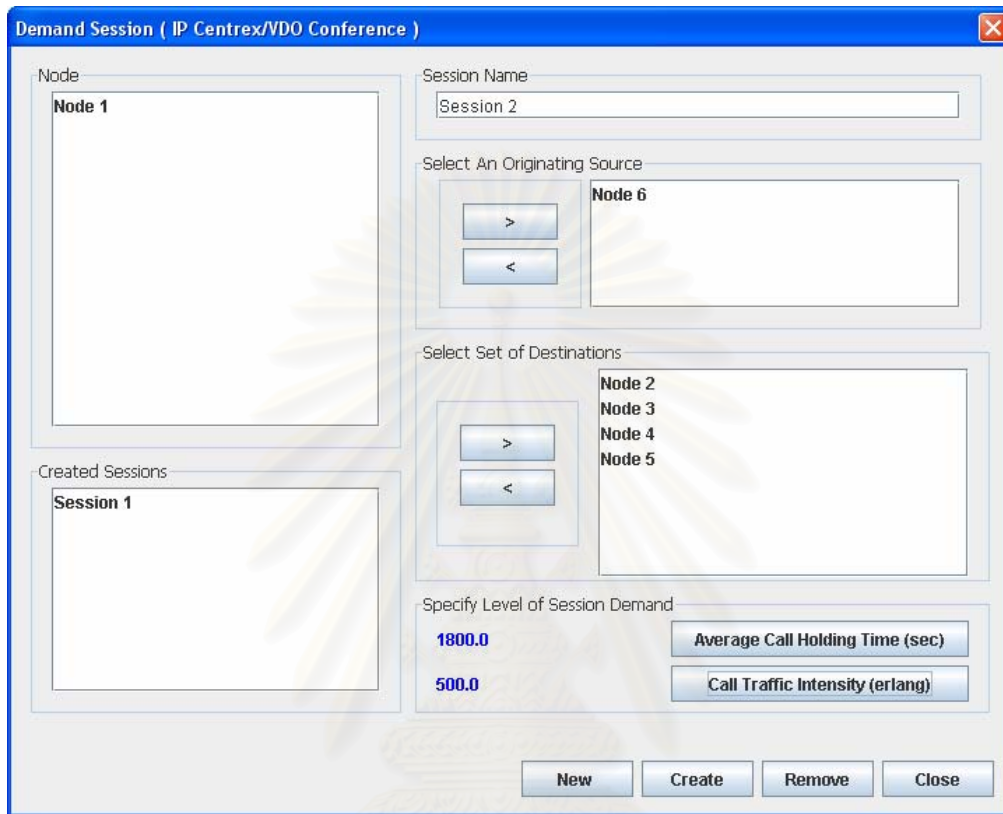 Demand Session ( IP Centrex/VDO Conference )
Node
Node 1
Created Sessions
Session 1
Session Name
Session 2
Select An Originating Source
>
<
Node 6
Select Set of Destinations
>
<
Node 2
Node 3
Node 4
Node 5
Specify Level of Session Demand
1800.0 Average Call Holding Time (sec)
500.0 Call Traffic Intensity (erlang)
New Create Remove Close